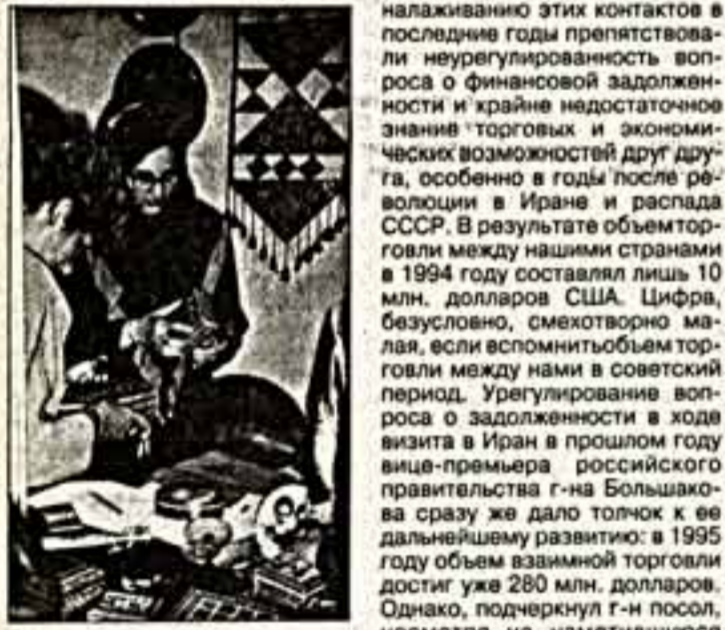 налаживанию этих контактов в
последние годы препятствова-
ли неурегулированность воп-
роса о финансовой задолжен-
ности и крайне недостаточное
знание торговых и экономи-
ческих возможностей друг дру-
га, особенно в годы после ре-
волюции в Иране и распада
СССР. В результате объемтор-
говли между нашими странами
в 1994 году составлял лишь 10
млн. долларов США. Цифра,
безусловно, смехотворно ма-
лая, если вспомнитьобъем тор-
говли между нами в советский
период. Урегулирование воп-
роса о задолженности в ходе
визита в Иран в прошлом году
вице-премьера российского
правительства г-на Большако-
ва сразу же дало толчок к ее
дальнейшему развитию: в 1995
году объем взаимной торговли
достиг уже 280 млн. долларов.
Однако, подчеркнул г-н посол,